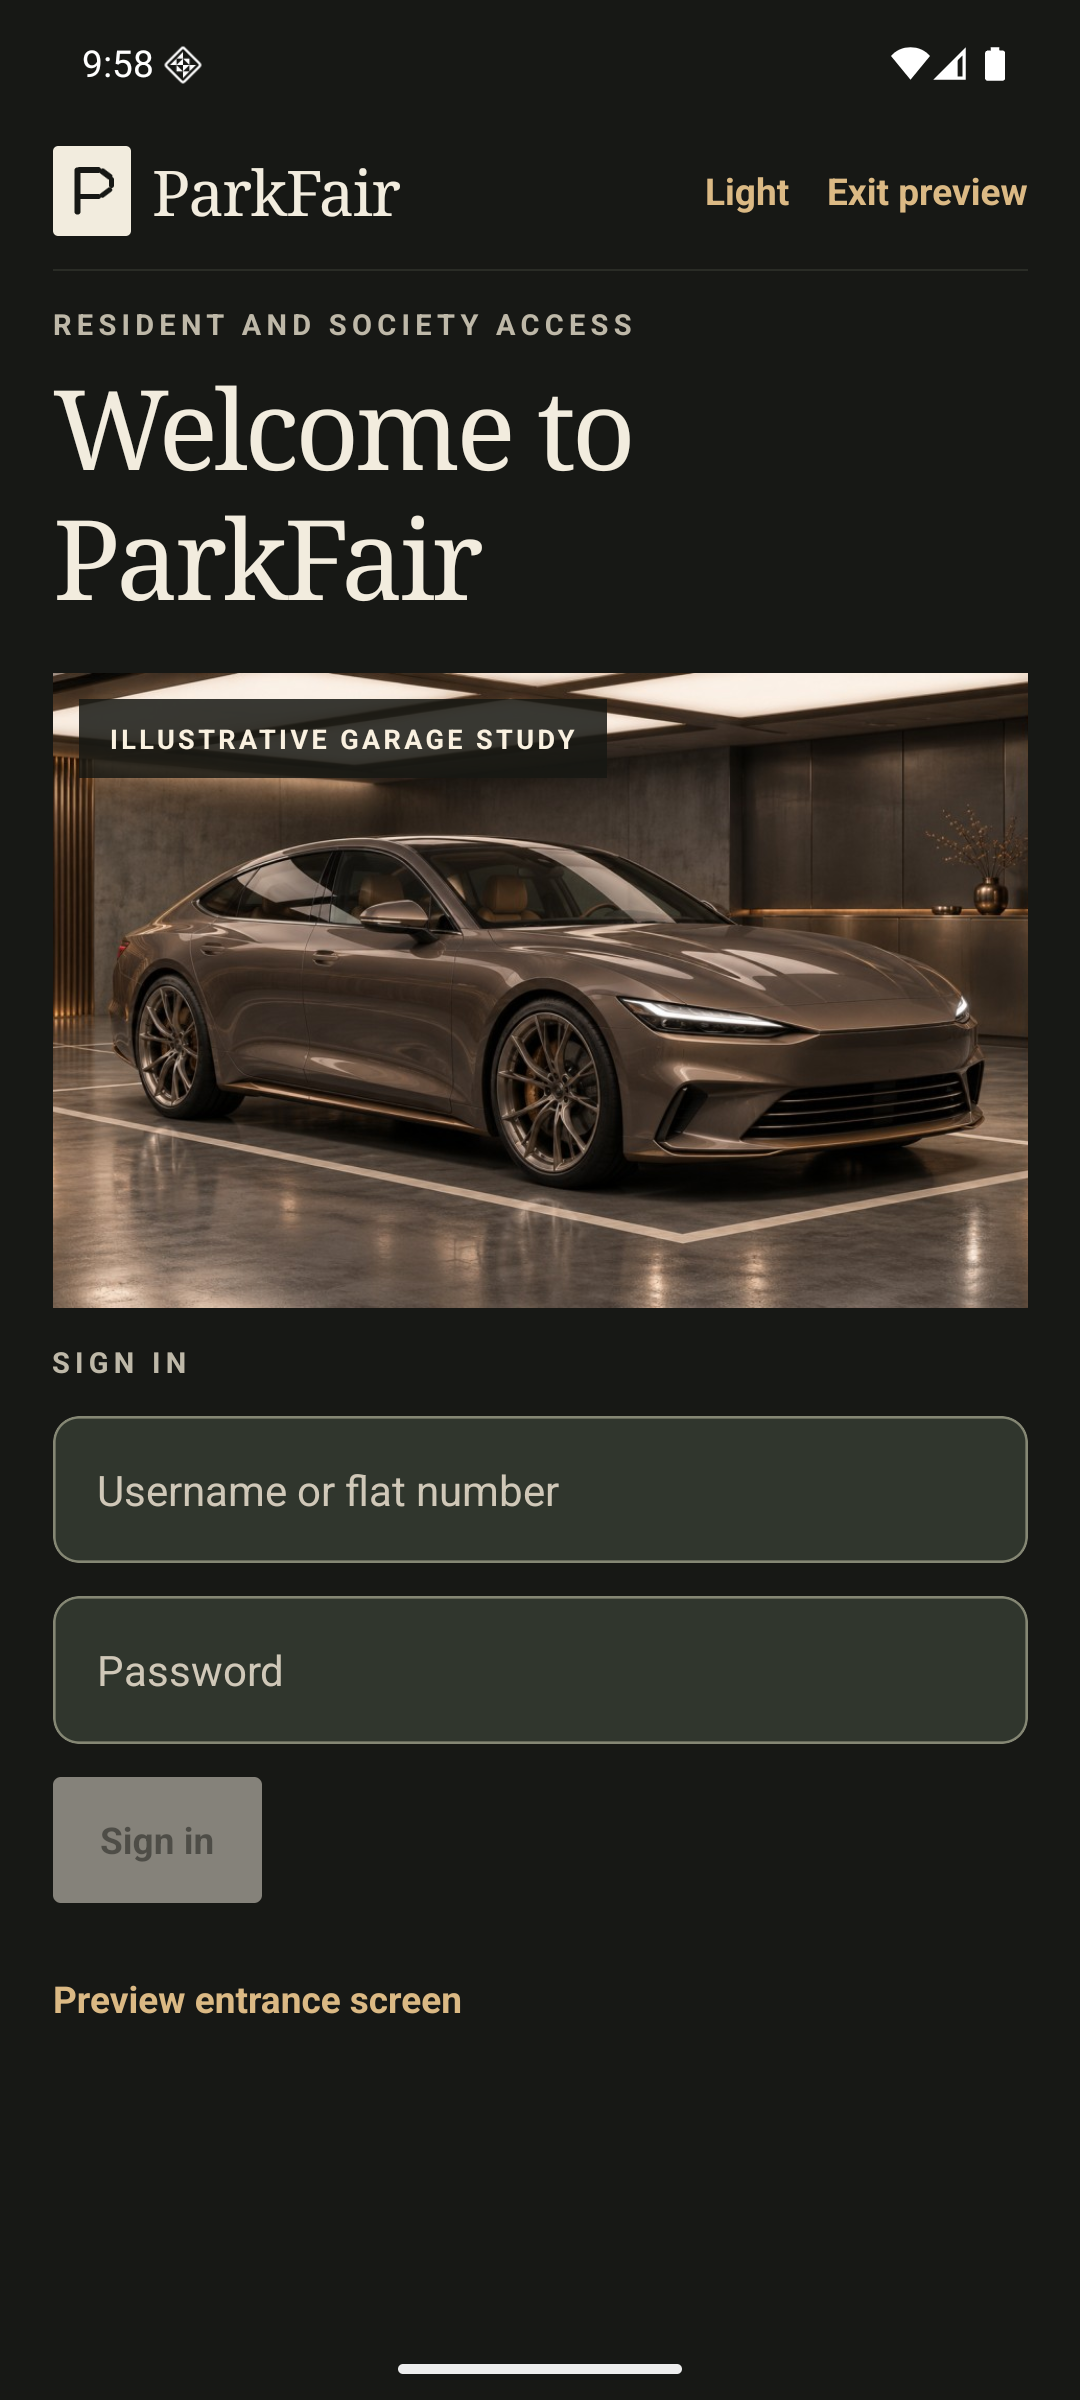 9:58
P ParkFair
Light Exit preview
RESIDENT AND SOCIETY ACCESS
Welcome to
ParkFair
ILLUSTRATIVE GARAGE STUDY
SIGN IN
Username or flat number
Password
Sign in
Preview entrance screen